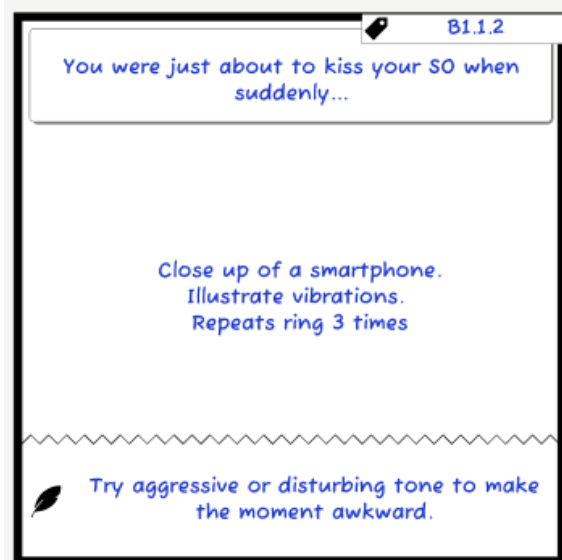 B1.1.2
You were just about to kiss your SO when
suddenly...
Close up of a smartphone.
Illustrate vibrations.
Repeats ring 3 times
Try aggressive or disturbing tone to make
the moment awkward.